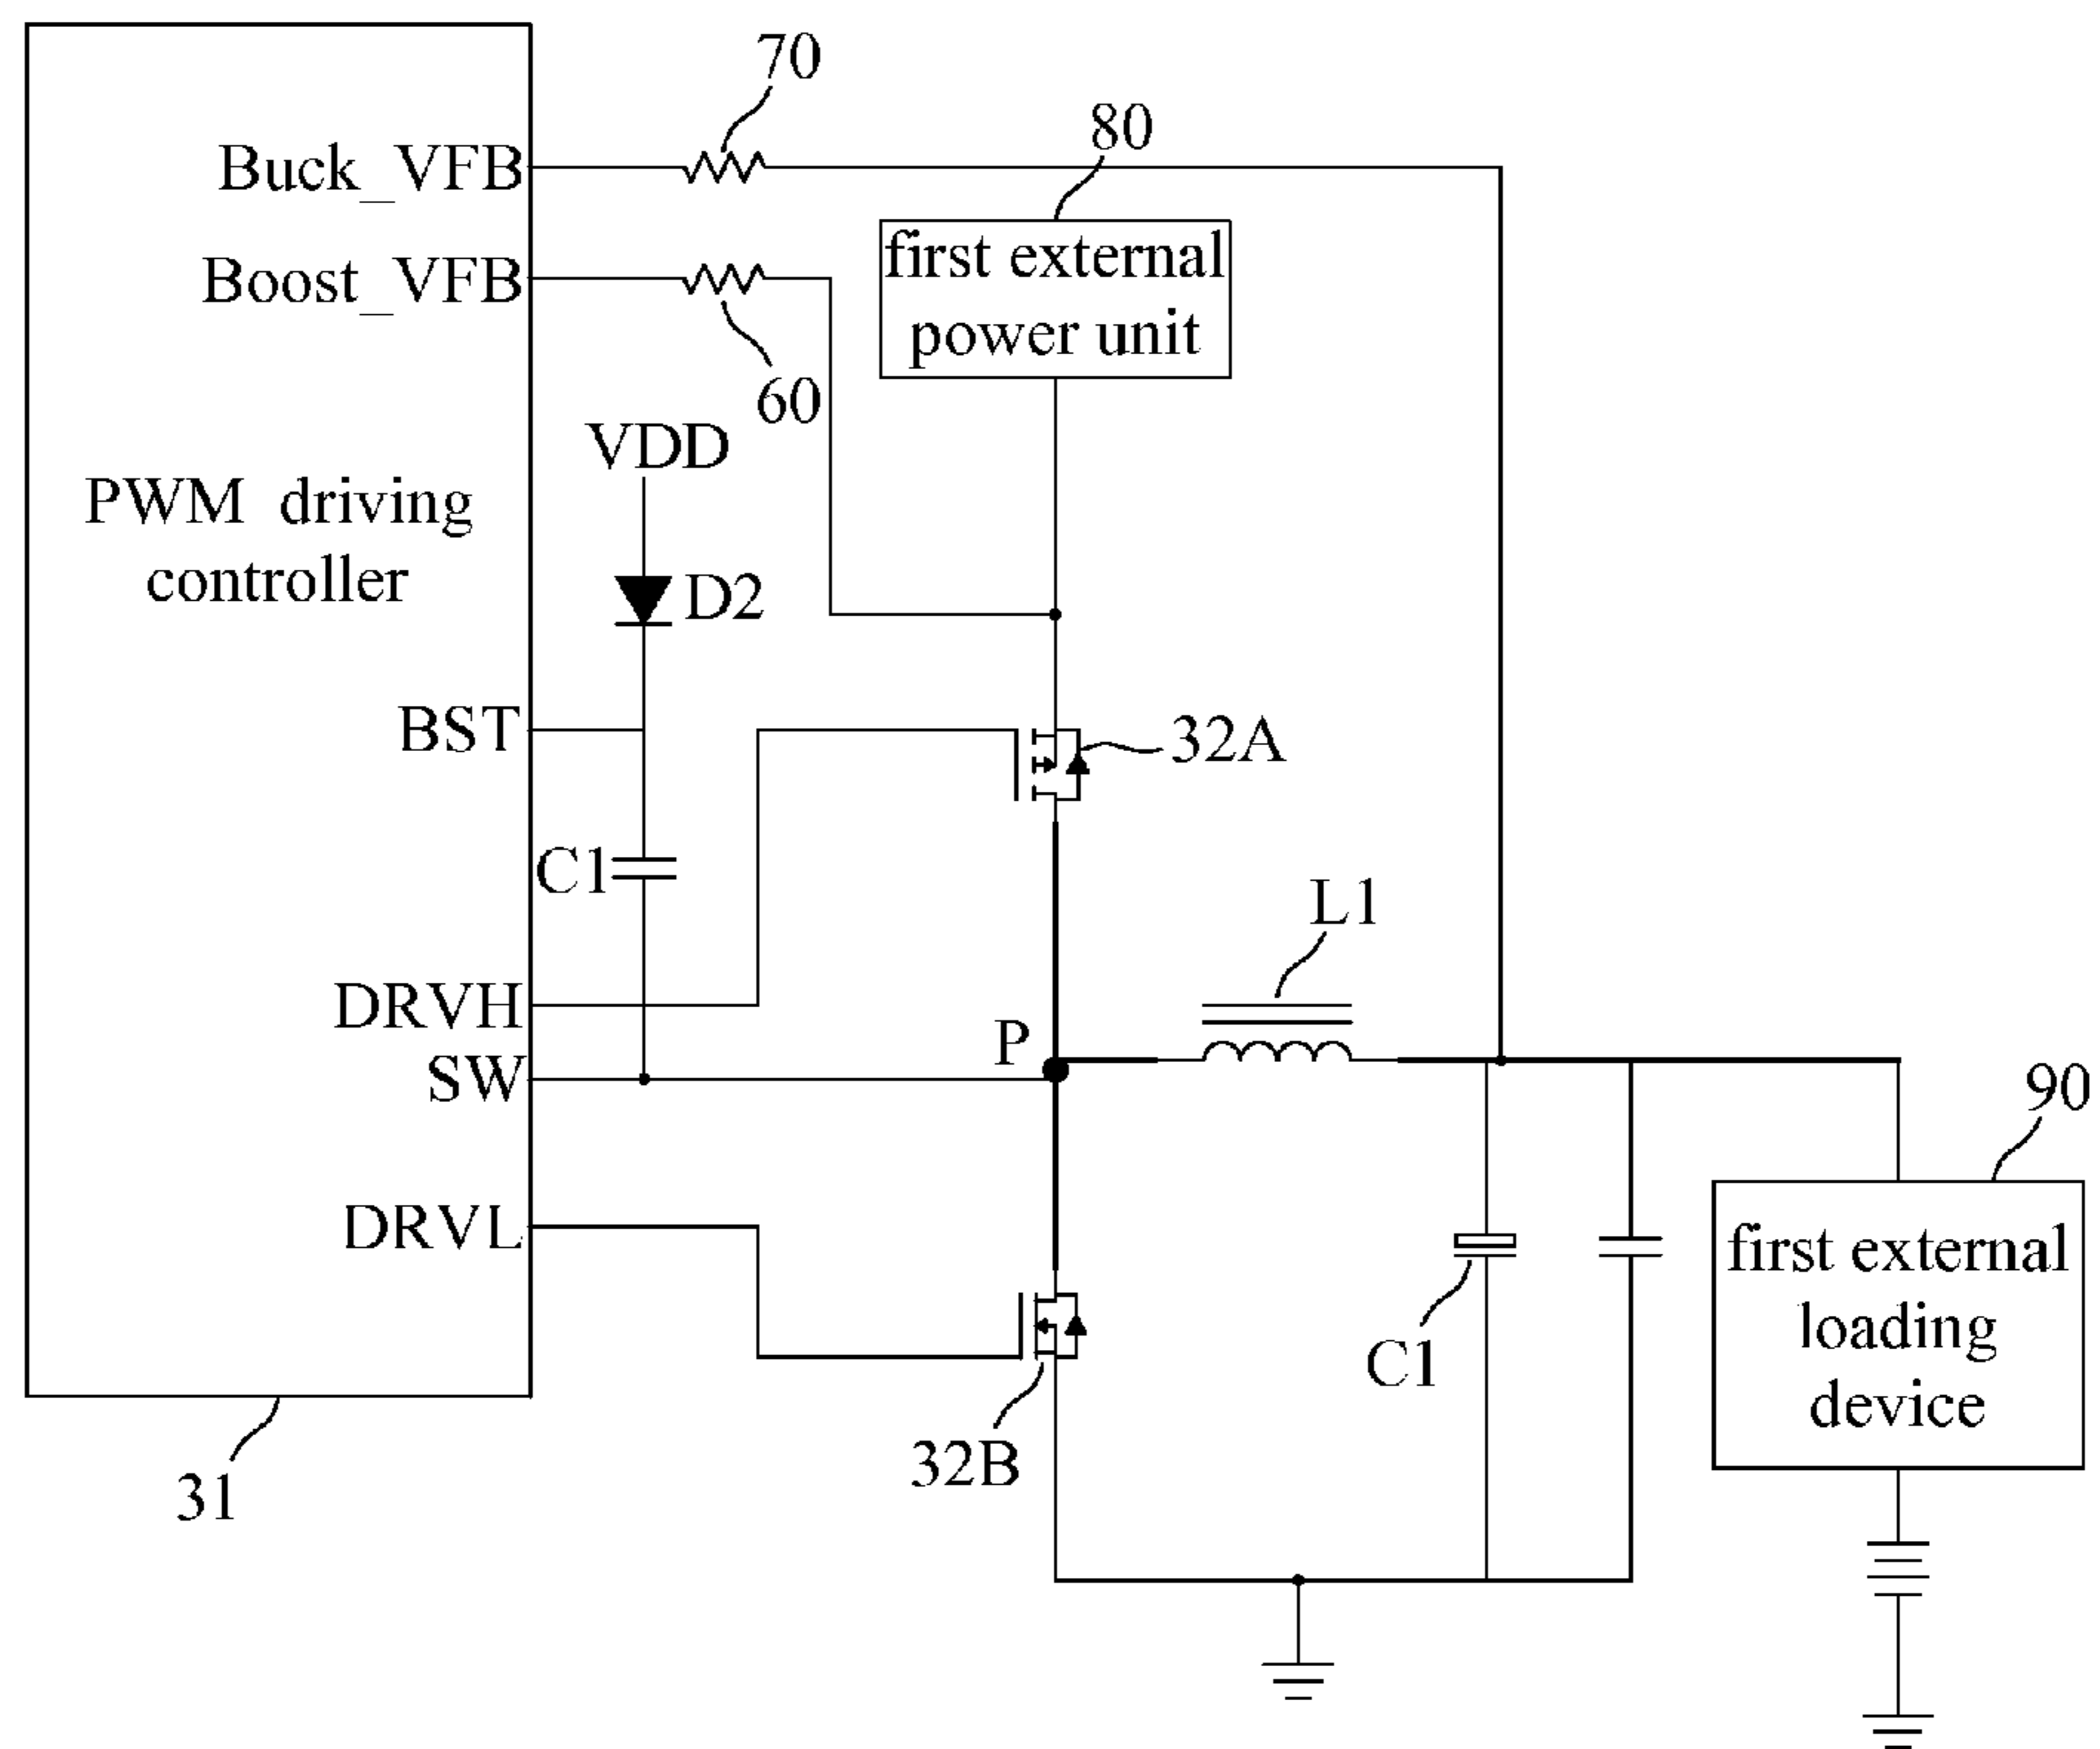 70
80
Buck_VFB
first external
power unit
Boost_VFB
60
VDD
PWM driving
controller
D2
BST
32A
C1
L1
DRVH
P
SW
90
DRVL
first external
loading
device
C1
32B
31